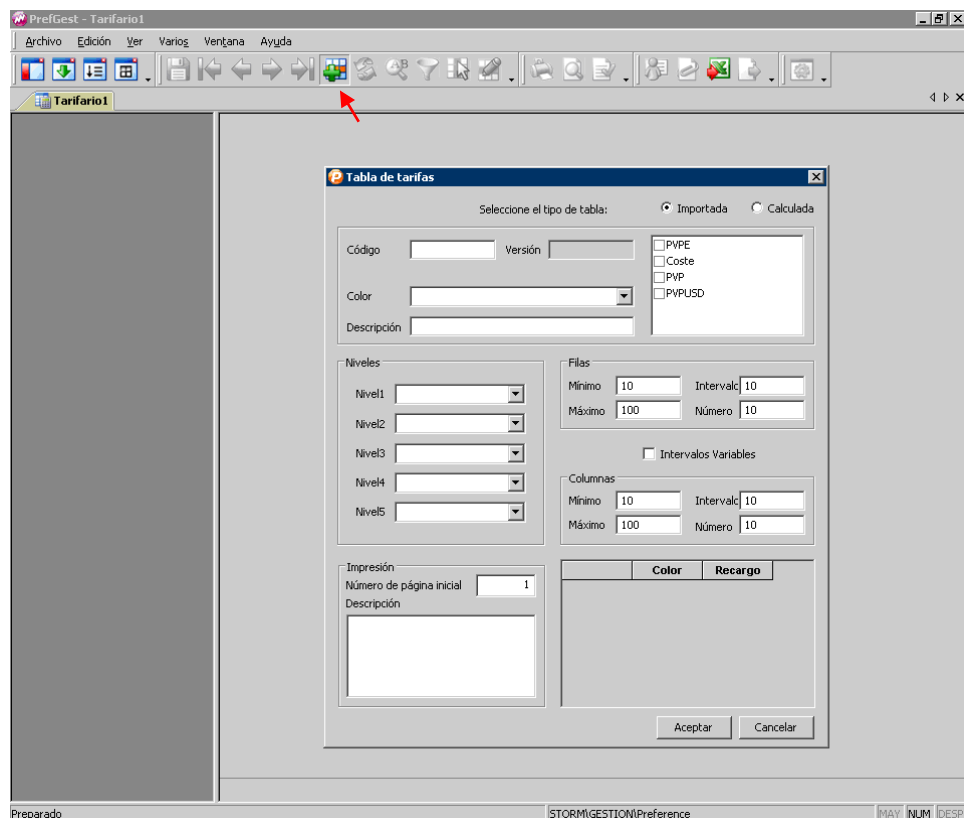 PrefGest - Tarifario1
Archivo Edición Ver Varios Ventana Ayuda
Tarifario1
Tabla de tarifas
Seleccione el tipo de tabla: Importada Calculada
Código Versión
PVPE
Coste
PVP
PVPUSD
Color
Descripción
Niveles
Nivel1
Nivel2
Nivel3
Nivel4
Nivel5
Filas
Mínimo 10 Intervalc 10
Máximo 100 Número 10
Intervalos Variables
Columnas
Mínimo 10 Intervalc 10
Máximo 100 Número 10
Impresión
Número de página inicial 1
Descripción
Color Recargo
Aceptar Cancelar
Preparado STORM\GESTION\Preference MAY NUM DESP